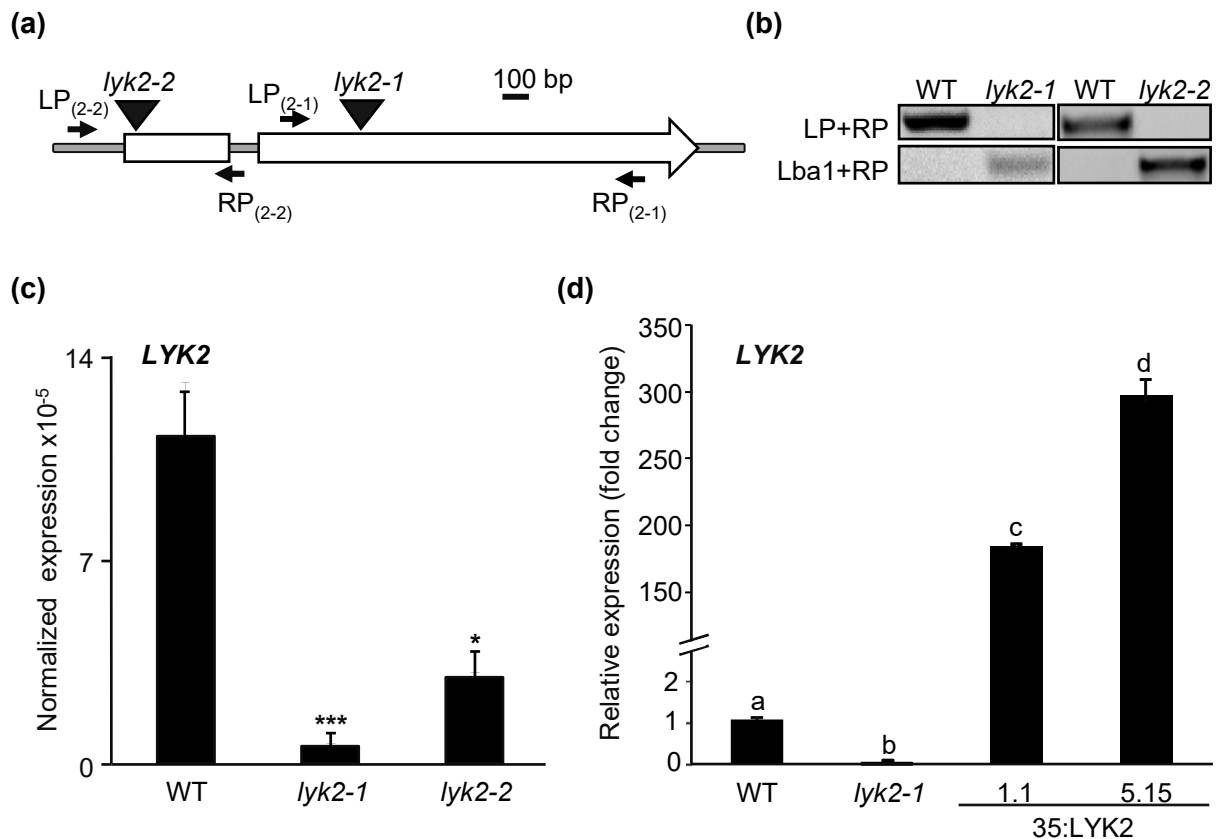 (a)
lyk2-2
lyk2-1
100 bp
LP(2-2)
LP(2-1)
RP(2-2)
RP(2-1)
(b)
WT lyk2-1 WT lyk2-2
LP+RP
Lba1+RP
(c)
LYK2
Normalized expression x10-5
14
7
0
***
*
WT lyk2-1 lyk2-2
(d)
LYK2
Relative expression (fold change)
350
300
250
200
150
2
1
0
a
b
c
d
WT lyk2-1 1.1 5.15
35:LYK2